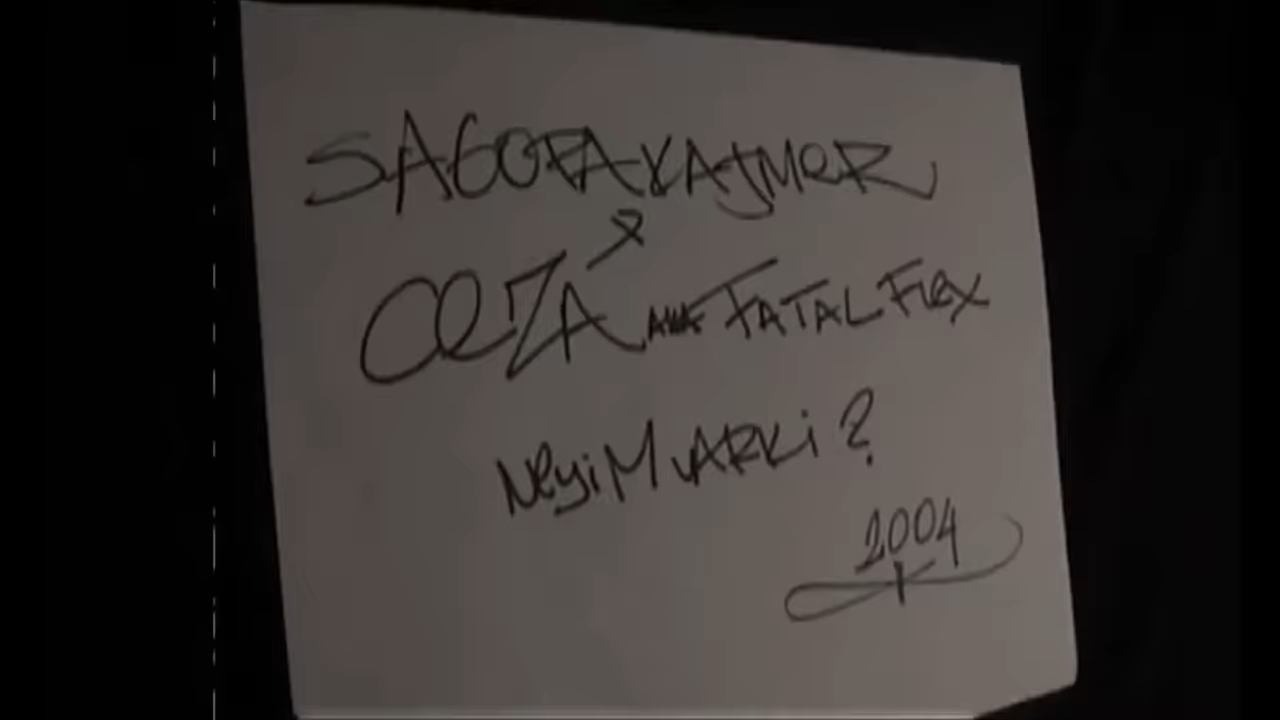 SAGOPA KAJMER
&
CEZA AKA FATAL FLEX
NeyiM vARKi?
2004